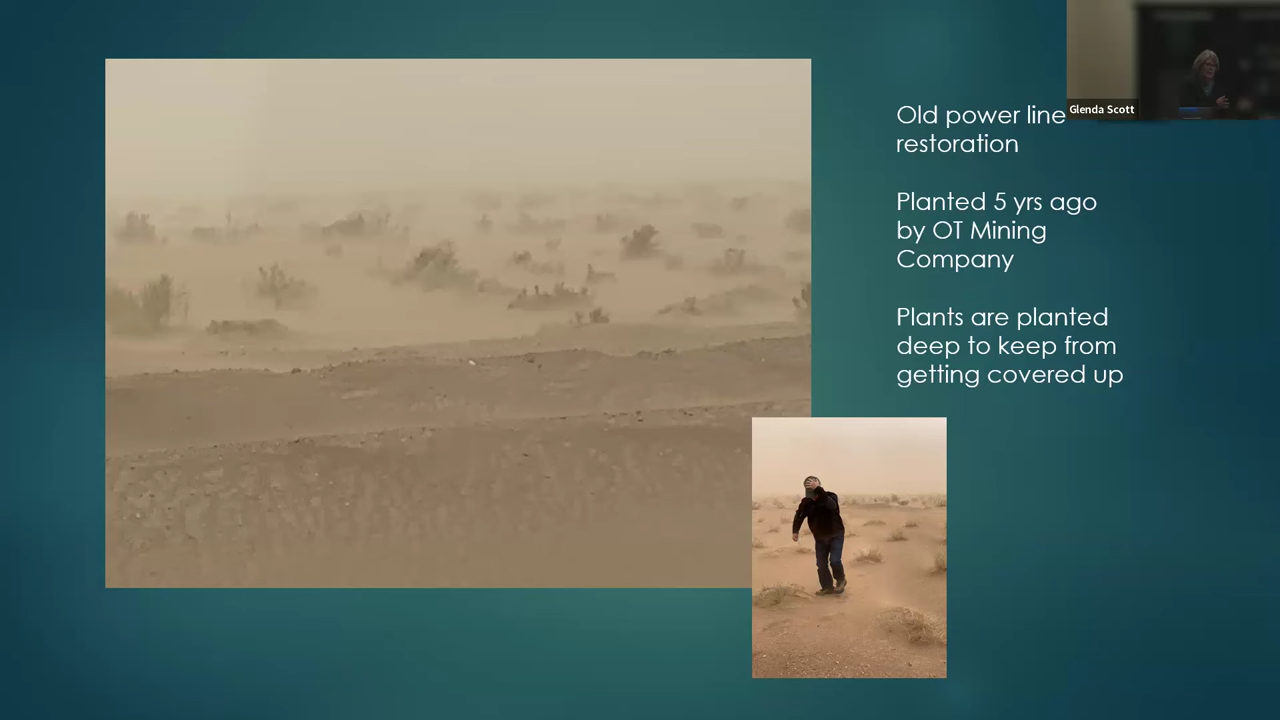 Old power line
restoration
Planted 5 yrs ago
by OT Mining
Company
Plants are planted
deep to keep from
getting covered up
Glenda Scott